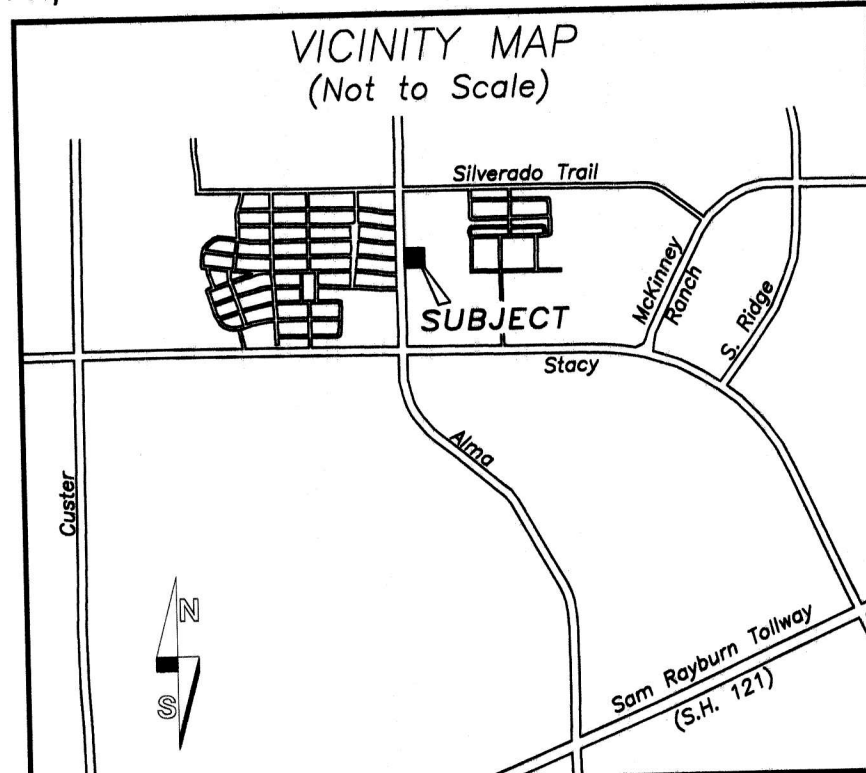 VICINITY MAP
(Not to Scale)
Silverado Trail
McKinney
Ranch
S. Ridge
SUBJECT
Stacy
Alma
Custer
N
S
Sam Rayburn Tollway
(S.H. 121)